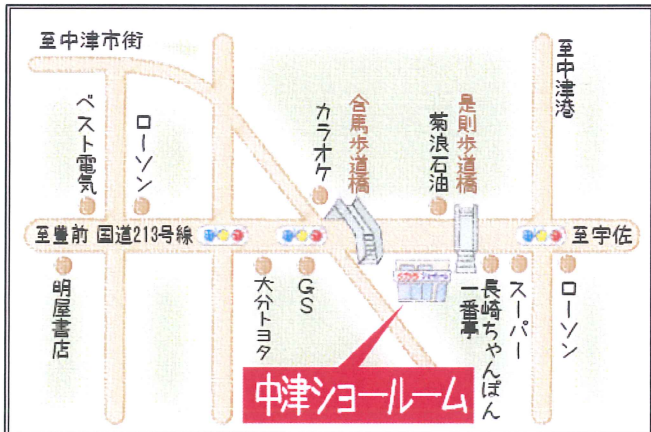 至中津市街
至中津港
ベスト電気
ローソン
カラオケ
合馬歩道橋
菊浪石油
是則歩道橋
至豊前 国道213号線
至宇佐
明屋書店
大分トヨタ
GS
長崎ちゃんぽん
一番亭
スーパー
ローソン
中津ショールーム